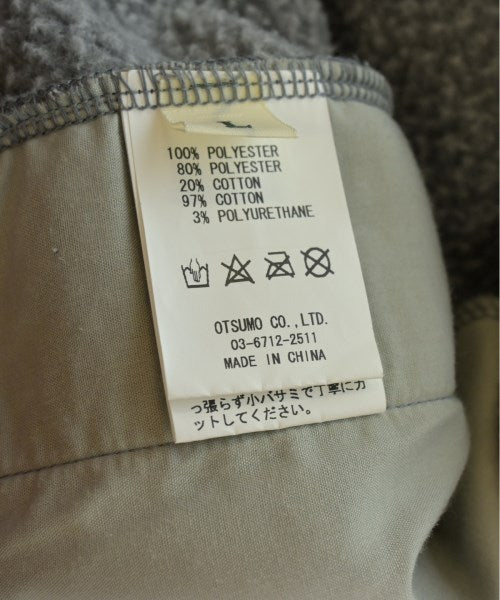 100% POLYESTER
80% POLYESTER
20% COTTON
97% COTTON
3% POLYURETHANE
OTSUMO CO.,LTD.
03-6712-2511
MADE IN CHINA
っ張らず小バサミで丁寧にカ
ットしてください。